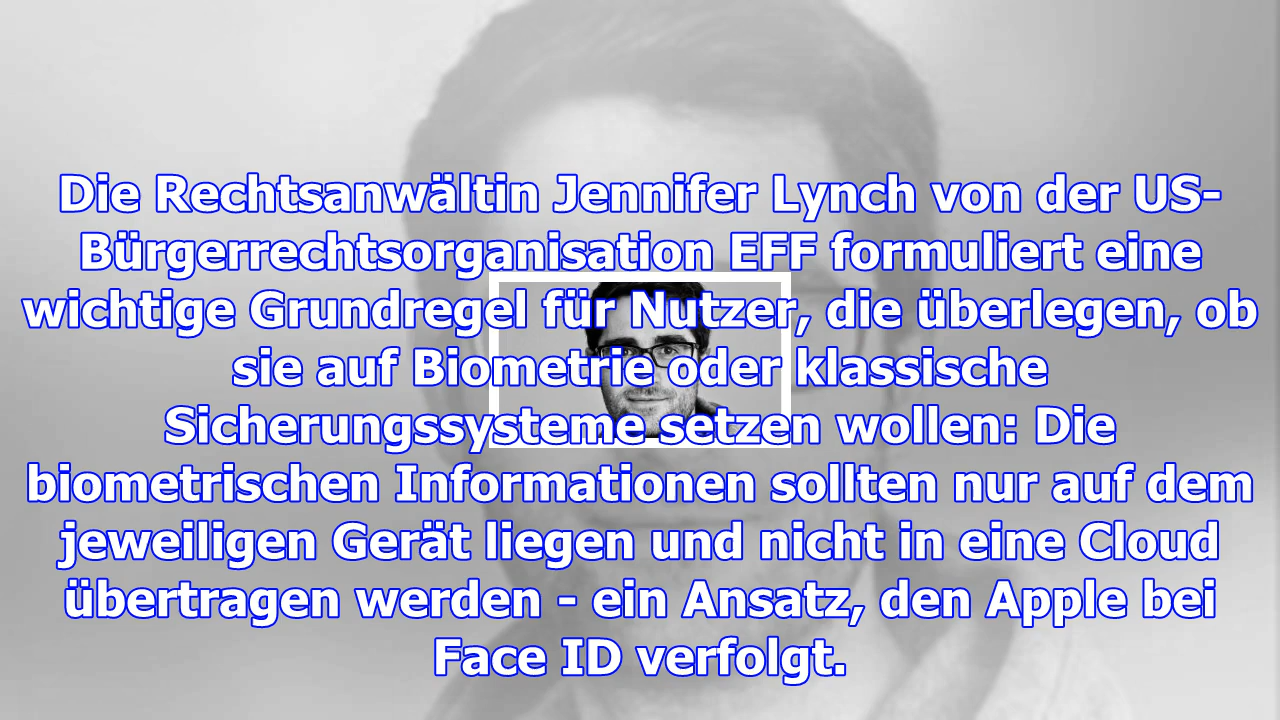 Die Rechtsanwältin Jennifer Lynch von der US-
Bürgerrechtsorganisation EFF formuliert eine
wichtige Grundregel für Nutzer, die überlegen, ob
sie auf Biometrie oder klassische
Sicherungssysteme setzen wollen: Die
biometrischen Informationen sollten nur auf dem
jeweiligen Gerät liegen und nicht in eine Cloud
übertragen werden - ein Ansatz, den Apple bei
Face ID verfolgt.